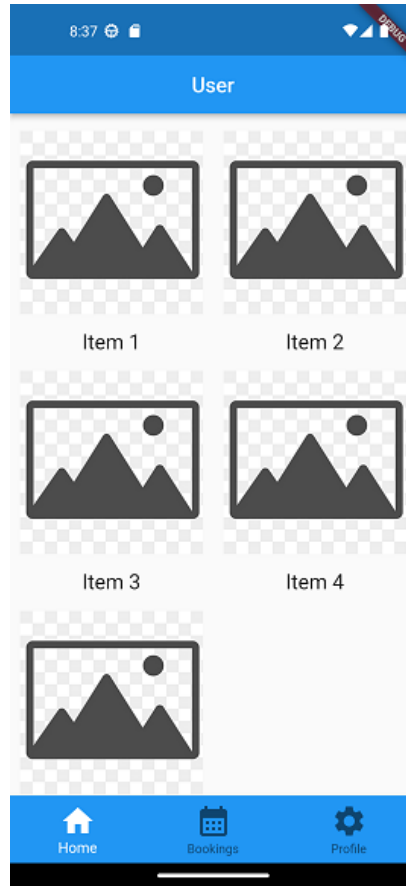 8:37
DEBUG
User
Item 1
Item 2
Item 3
Item 4
Home
Bookings
Profile